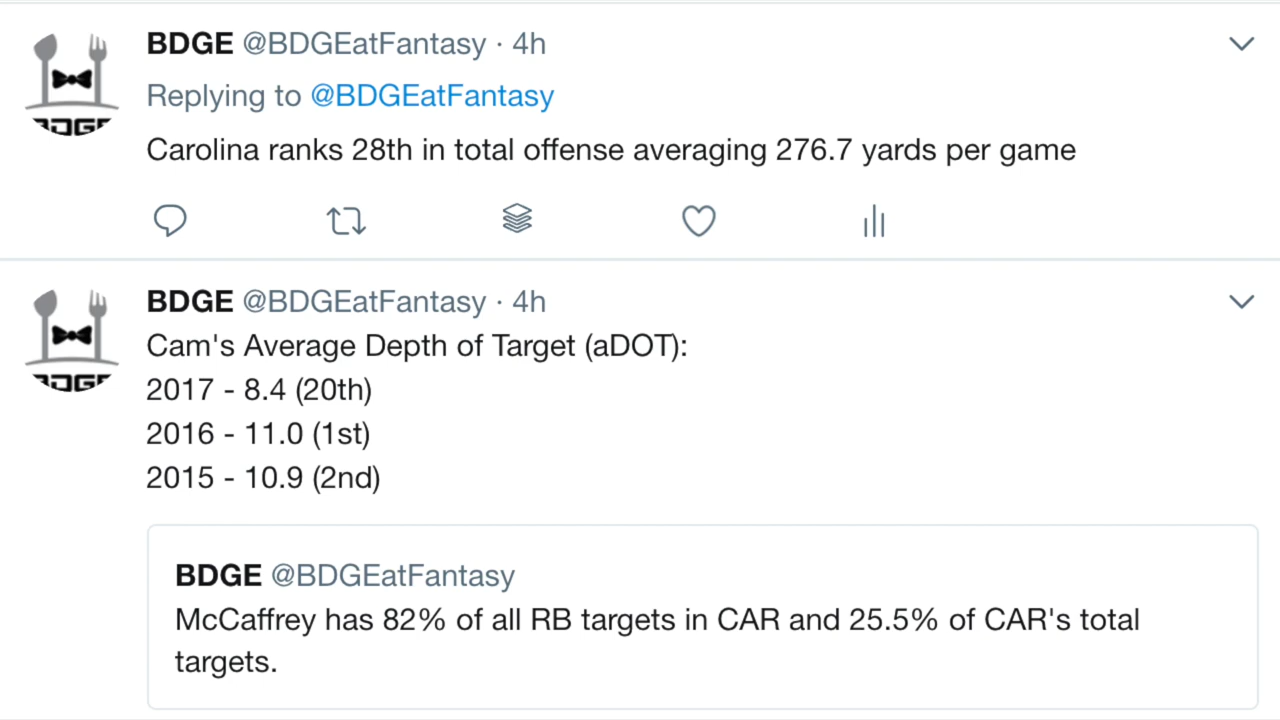 BDGE @BDGEatFantasy · 4h
Replying to @BDGEatFantasy
Carolina ranks 28th in total offense averaging 276.7 yards per game
BDGE @BDGEatFantasy · 4h
Cam's Average Depth of Target (aDOT):
2017 - 8.4 (20th)
2016 - 11.0 (1st)
2015 - 10.9 (2nd)
BDGE @BDGEatFantasy
McCaffrey has 82% of all RB targets in CAR and 25.5% of CAR's total
targets.